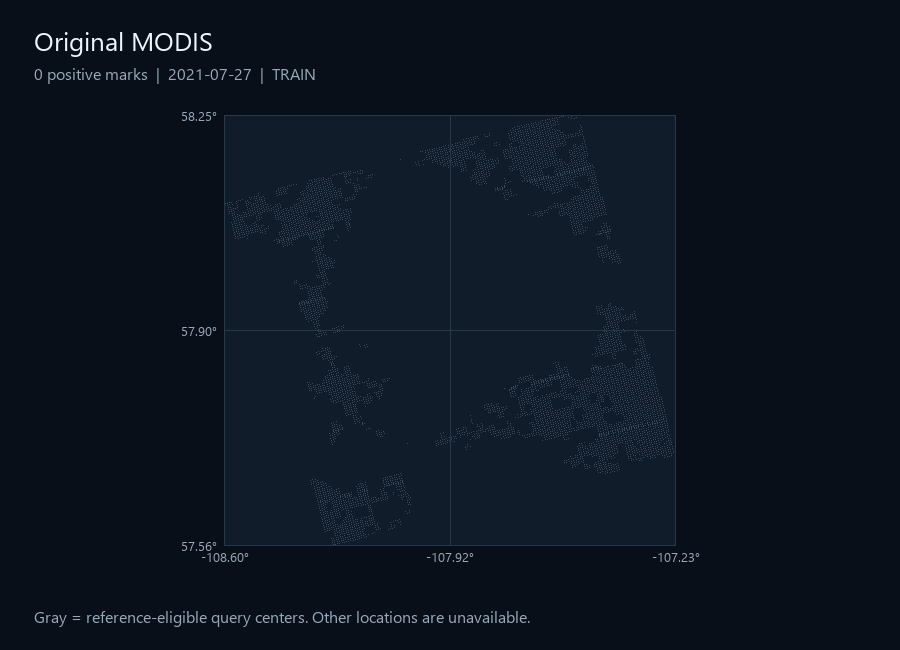 Original MODIS
0 positive marks | 2021-07-27 | TRAIN
58.25°
57.90°
57.56°
-108.60°
-107.92°
-107.23°
Gray = reference-eligible query centers. Other locations are unavailable.